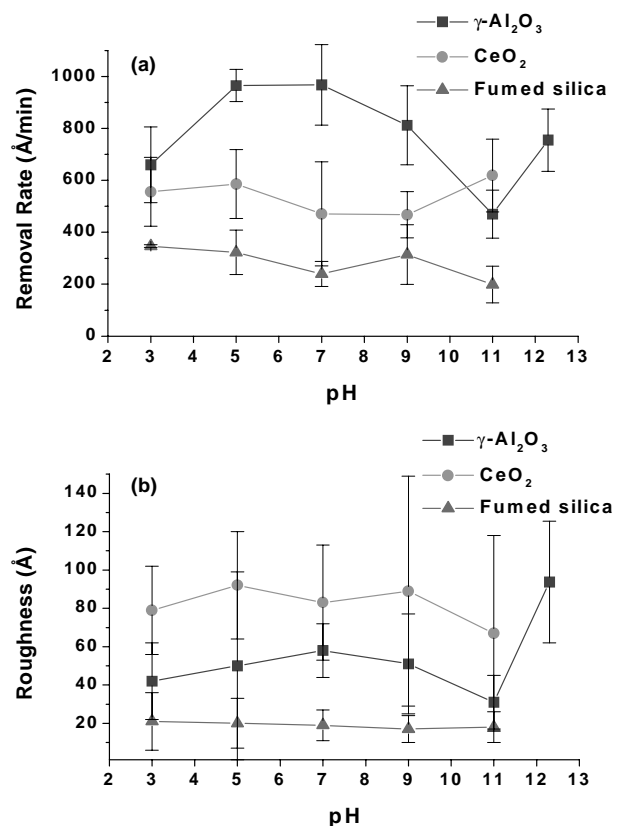 γ-Al₂O₃
CeO₂
Fumed silica
(a)
1000
800
600
400
200
0
Removal Rate (Å/min)
2 3 4 5 6 7 8 9 10 11 12 13
pH
γ-Al₂O₃
CeO₂
Fumed silica
(b)
140
120
100
80
60
40
20
Roughness (Å)
2 3 4 5 6 7 8 9 10 11 12 13
pH